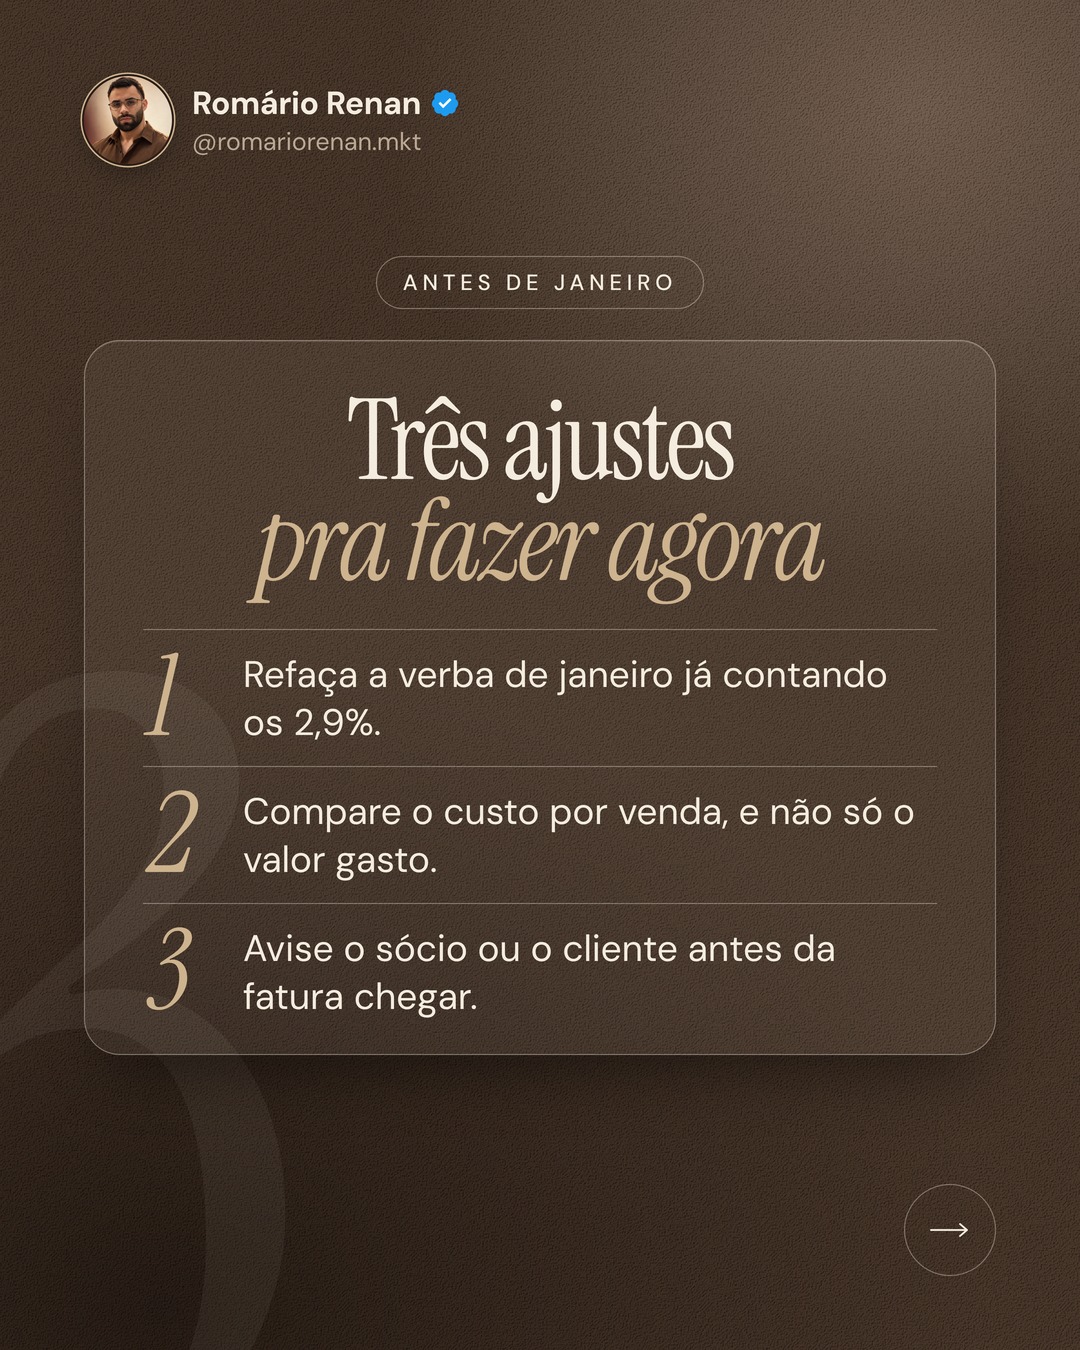 Romário Renan
@romariorenan.mkt
ANTES DE JANEIRO
Três ajustes
pra fazer agora
1
Refaça a verba de janeiro já contando
os 2,9%.
2
Compare o custo por venda, e não só o
valor gasto.
3
Avise o sócio ou o cliente antes da
fatura chegar.
3